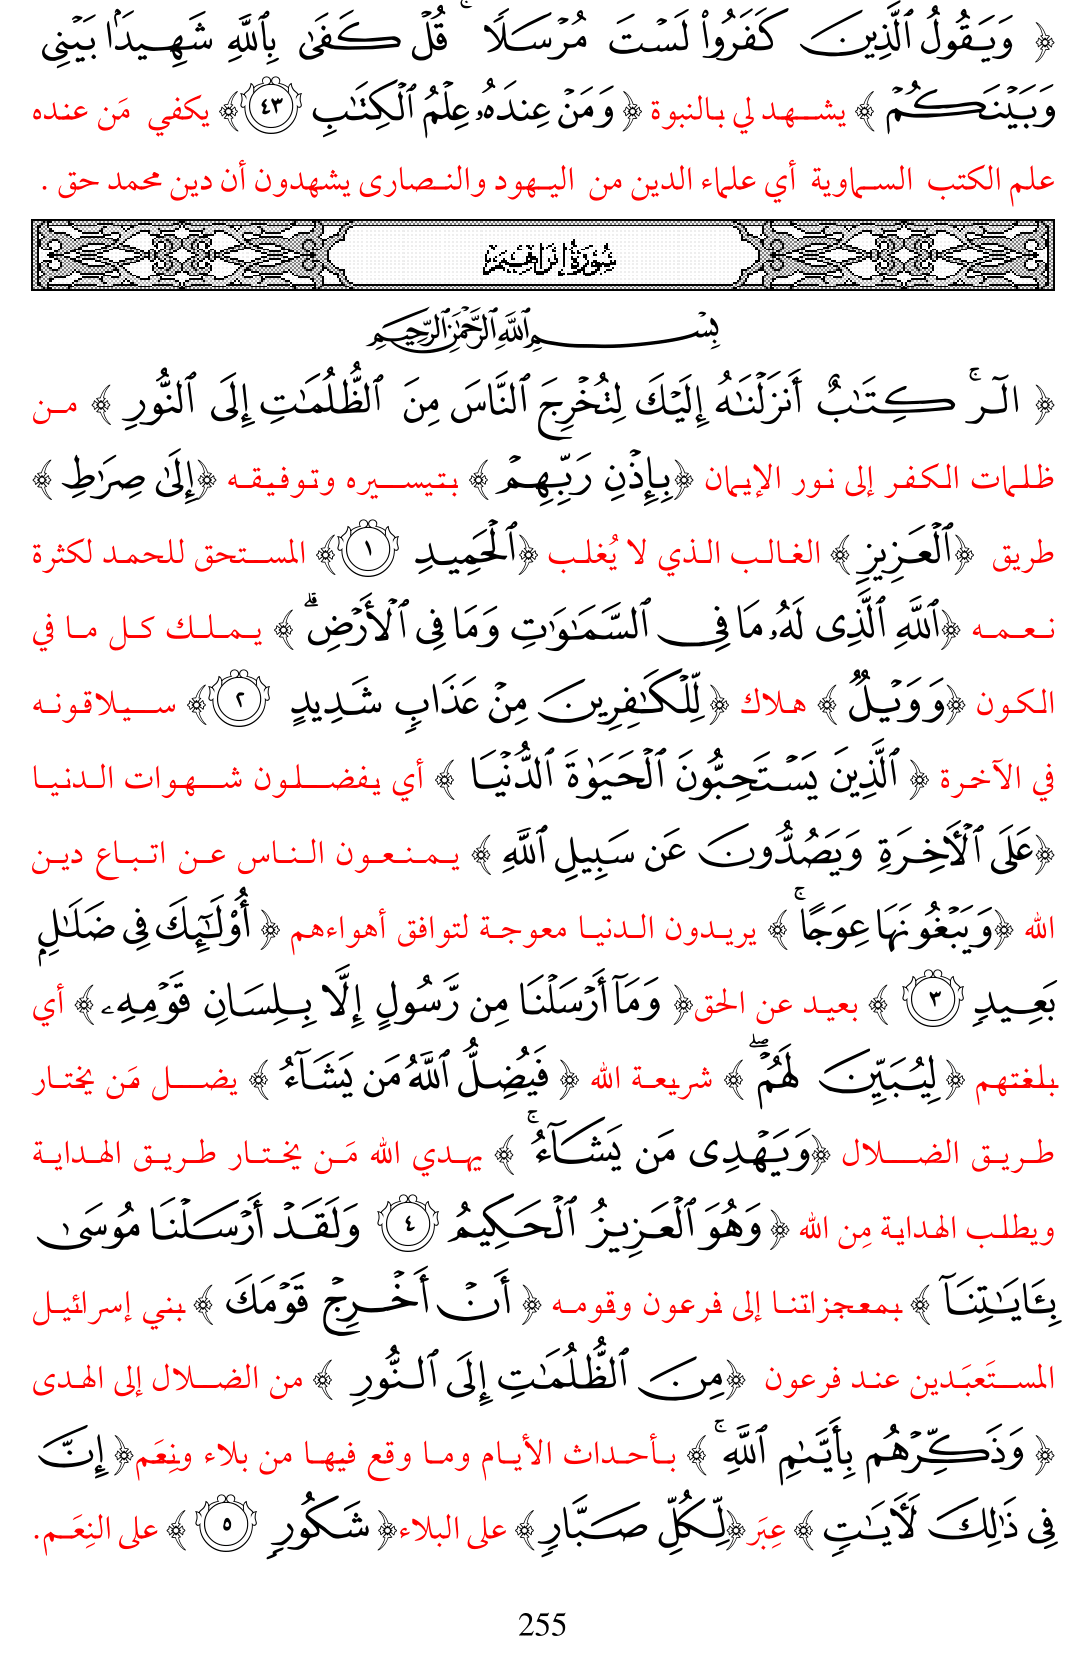 ﴿ وَيَقُولُ ٱلَّذِينَ كَفَرُواْ لَسْتَ مُرْسَلًا ۚ قُلْ كَفَىٰ بِٱللَّهِ شَهِيدًۢا بَيْنِى
وَبَيْنَكُمْ ﴾ يشهد لي بالنبوة ﴿ وَمَنْ عِندَهُۥ عِلْمُ ٱلْكِتَٰبِ ٤٣﴾ يكفي مَن عنده
علم الكتب السماوية أي علماء الدين من اليهود والنصارى يشهدون أن دين محمد حق .
سُورَةُ إِبْرَاهِيمَ
بِسْمِ ٱللَّهِ ٱلرَّحْمَٰنِ ٱلرَّحِيمِ
﴿ الٓر ۚ كِتَٰبٌ أَنزَلْنَٰهُ إِلَيْكَ لِتُخْرِجَ ٱلنَّاسَ مِنَ ٱلظُّلُمَٰتِ إِلَى ٱلنُّورِ ﴾ من
ظلمات الكفر إلى نور الإيمان ﴿بِإِذْنِ رَبِّهِمْ ﴾ بتيسيره وتوفيقه ﴿إِلَىٰ صِرَٰطِ ﴾
طريق ﴿ٱلْعَزِيزِ ﴾ الغالب الذي لا يُغلب ﴿ٱلْحَمِيدِ ١﴾ المستحق للحمد لكثرة
نعمه ﴿ٱللَّهِ ٱلَّذِى لَهُۥ مَا فِى ٱلسَّمَٰوَٰتِ وَمَا فِى ٱلْأَرْضِ ۗ ﴾ يملك كل ما في
الكون ﴿وَوَيْلٌ ﴾ هلاك ﴿ لِّلْكَٰفِرِينَ مِنْ عَذَابٍ شَدِيدٍ ٢﴾ سيلاقونه
في الآخرة ﴿ ٱلَّذِينَ يَسْتَحِبُّونَ ٱلْحَيَوٰةَ ٱلدُّنْيَا ﴾ أي يفضلون شهوات الدنيا
﴿عَلَى ٱلْأَخِرَةِ وَيَصُدُّونَ عَن سَبِيلِ ٱللَّهِ ﴾ يمنعون الناس عن اتباع دين
الله ﴿وَيَبْغُونَهَا عِوَجًا ۚ ﴾ يريدون الدنيا معوجة لتوافق أهواءهم ﴿ أُوْلَٰٓئِكَ فِى ضَلَٰلٍۭ
بَعِيدٍ ٣ ﴾ بعيد عن الحق﴿ وَمَآ أَرْسَلْنَا مِن رَّسُولٍ إِلَّا بِلِسَانِ قَوْمِهِۦ ﴾ أي
بلغتهم ﴿لِيُبَيِّنَ لَهُمْ ۖ ﴾ شريعة الله ﴿ فَيُضِلُّ ٱللَّهُ مَن يَشَآءُ ﴾ يضل مَن يختار
طريق الضلال ﴿وَيَهْدِى مَن يَشَآءُ ۚ ﴾ يهدي الله مَن يختار طريق الهداية
ويطلب الهداية مِن الله ﴿ وَهُوَ ٱلْعَزِيزُ ٱلْحَكِيمُ ٤ وَلَقَدْ أَرْسَلْنَا مُوسَىٰ
بِـَٔايَٰتِنَآ ﴾ بمعجزاتنا إلى فرعون وقومه ﴿ أَنْ أَخْرِجْ قَوْمَكَ ﴾ بني إسرائيل
المستَعبَدين عند فرعون ﴿مِنَ ٱلظُّلُمَٰتِ إِلَى ٱلنُّورِ ﴾ من الضلال إلى الهدى
﴿ وَذَكِّرْهُم بِأَيَّىٰمِ ٱللَّهِ ۚ ﴾ بأحداث الأيام وما وقع فيها من بلاء ونِعَم﴿ إِنَّ
فِى ذَٰلِكَ لَأَيَٰتٍ ﴾ عِبَر﴿لِّكُلِّ صَبَّارٍ﴾ على البلاء﴿ شَكُورٍ ٥ ﴾ على النِعَم.
255